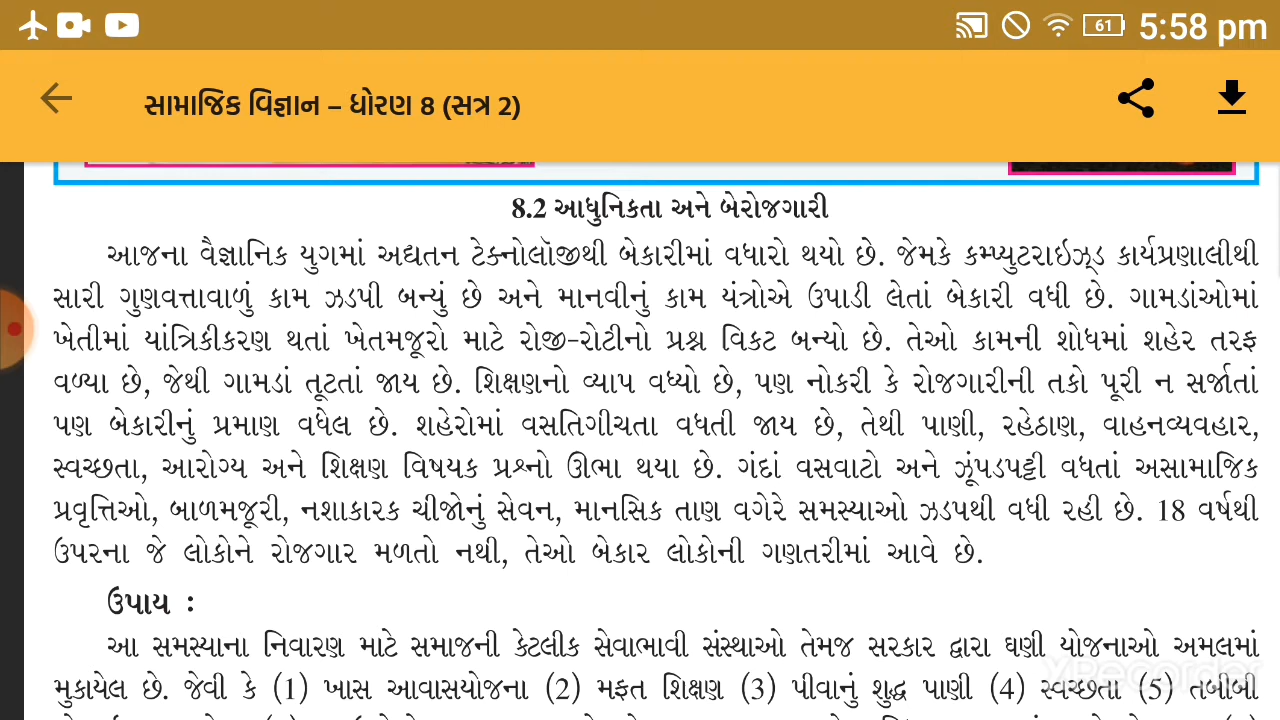 61 5:58 pm
સામાજિક વિજ્ઞાન – ધોરણ 8 (સત્ર 2)
8.2 આધુનિકતા અને બેરોજગારી
આજના વૈજ્ઞાનિક યુગમાં અદ્યતન ટેક્નોલૉજીથી બેકારીમાં વધારો થયો છે. જેમકે કમ્પ્યુટરાઇઝ્ડ કાર્યપ્રણાલીથી
સારી ગુણવત્તાવાળું કામ ઝડપી બન્યું છે અને માનવીનું કામ યંત્રોએ ઉપાડી લેતાં બેકારી વધી છે. ગામડાંઓમાં
ખેતીમાં યાંત્રિકીકરણ થતાં ખેતમજૂરો માટે રોજી-રોટીનો પ્રશ્ન વિકટ બન્યો છે. તેઓ કામની શોધમાં શહેર તરફ
વળ્યા છે, જેથી ગામડાં તૂટતાં જાય છે. શિક્ષણનો વ્યાપ વધ્યો છે, પણ નોકરી કે રોજગારીની તકો પૂરી ન સર્જાતાં
પણ બેકારીનું પ્રમાણ વધેલ છે. શહેરોમાં વસતિગીચતા વધતી જાય છે, તેથી પાણી, રહેઠાણ, વાહનવ્યવહાર,
સ્વચ્છતા, આરોગ્ય અને શિક્ષણ વિષયક પ્રશ્નો ઊભા થયા છે. ગંદાં વસવાટો અને ઝૂંપડપટ્ટી વધતાં અસામાજિક
પ્રવૃત્તિઓ, બાળમજૂરી, નશાકારક ચીજોનું સેવન, માનસિક તાણ વગેરે સમસ્યાઓ ઝડપથી વધી રહી છે. 18 વર્ષથી
ઉપરના જે લોકોને રોજગાર મળતો નથી, તેઓ બેકાર લોકોની ગણતરીમાં આવે છે.
ઉપાય :
આ સમસ્યાના નિવારણ માટે સમાજની કેટલીક સેવાભાવી સંસ્થાઓ તેમજ સરકાર દ્વારા ઘણી યોજનાઓ અમલમાં
મુકાયેલ છે. જેવી કે (1) ખાસ આવાસયોજના (2) મફત શિક્ષણ (3) પીવાનું શુદ્ધ પાણી (4) સ્વચ્છતા (5) તબીબી
XRecorder